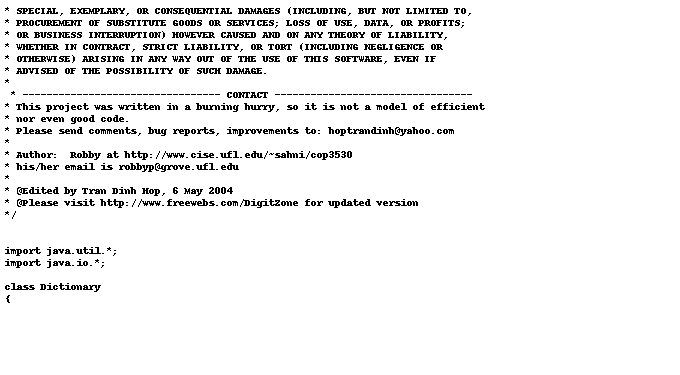 * SPECIAL, EXEMPLARY, OR CONSEQUENTIAL DAMAGES (INCLUDING, BUT NOT LIMITED TO,
* PROCUREMENT OF SUBSTITUTE GOODS OR SERVICES; LOSS OF USE, DATA, OR PROFITS;
* OR BUSINESS INTERRUPTION) HOWEVER CAUSED AND ON ANY THEORY OF LIABILITY,
* WHETHER IN CONTRACT, STRICT LIABILITY, OR TORT (INCLUDING NEGLIGENCE OR
* OTHERWISE) ARISING IN ANY WAY OUT OF THE USE OF THIS SOFTWARE, EVEN IF
* ADVISED OF THE POSSIBILITY OF SUCH DAMAGE.
*
 * --------------------------------- CONTACT ---------------------------------
* This project was written in a burning hurry, so it is not a model of efficient
* nor even good code.
* Please send comments, bug reports, improvements to: hoptrandinh@yahoo.com
*
* Author:  Robby at http://www.cise.ufl.edu/~sahni/cop3530
* his/her email is robbyp@grove.ufl.edu
*
* @Edited by Tran Dinh Hop, 6 May 2004
* @Please visit http://www.freewebs.com/DigitZone for updated version
*/
import java.util.*;
import java.io.*;
class Dictionary
{